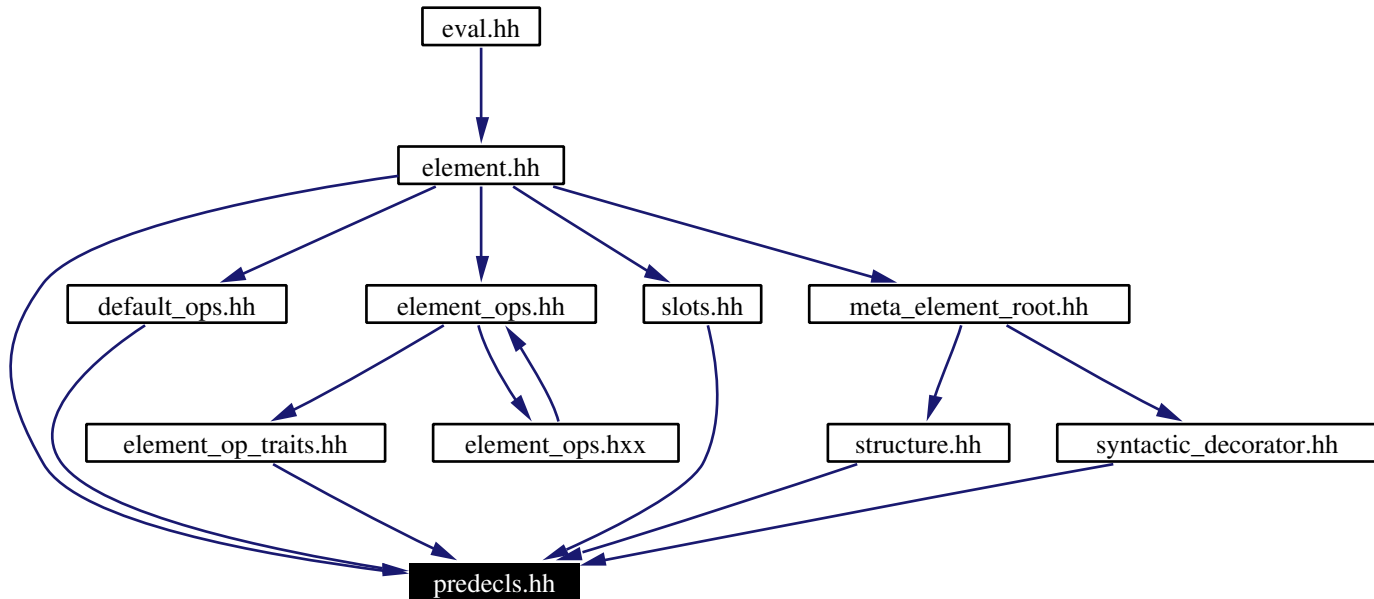 eval.hh
element.hh
default_ops.hh
element_ops.hh
slots.hh
meta_element_root.hh
element_op_traits.hh
element_ops.hxx
structure.hh
syntactic_decorator.hh
predecls.hh